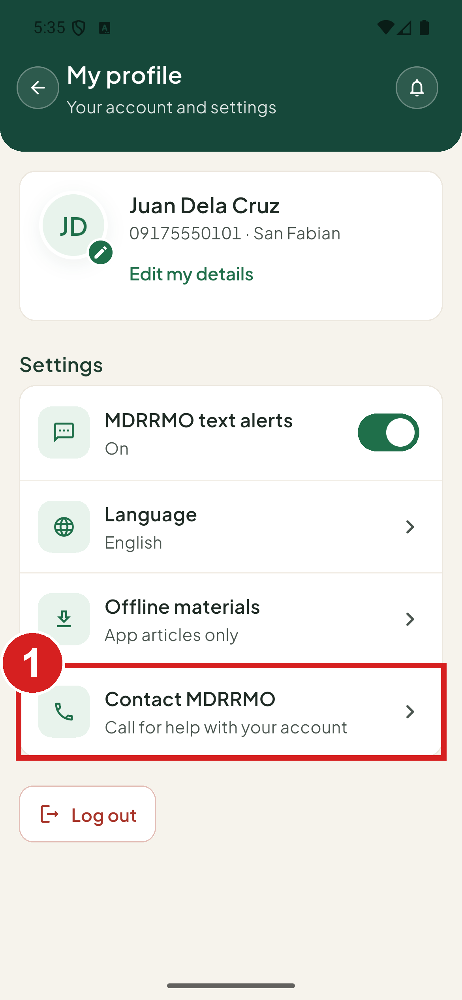 5:35
My profile
Your account and settings
JD
Juan Dela Cruz
09175550101 · San Fabian
Edit my details
Settings
MDRRMO text alerts
On
Language
English
Offline materials
App articles only
1
Contact MDRRMO
Call for help with your account
Log out